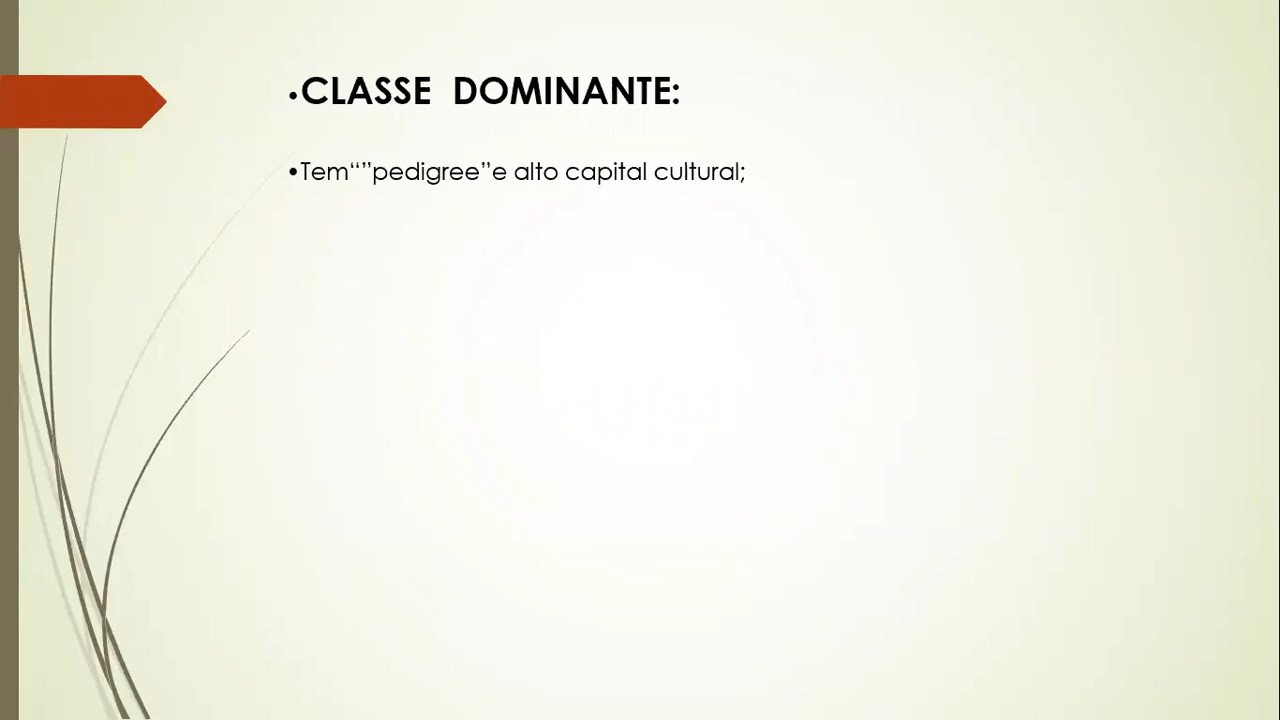 •CLASSE DOMINANTE:
•Tem“”pedigree”e alto capital cultural;